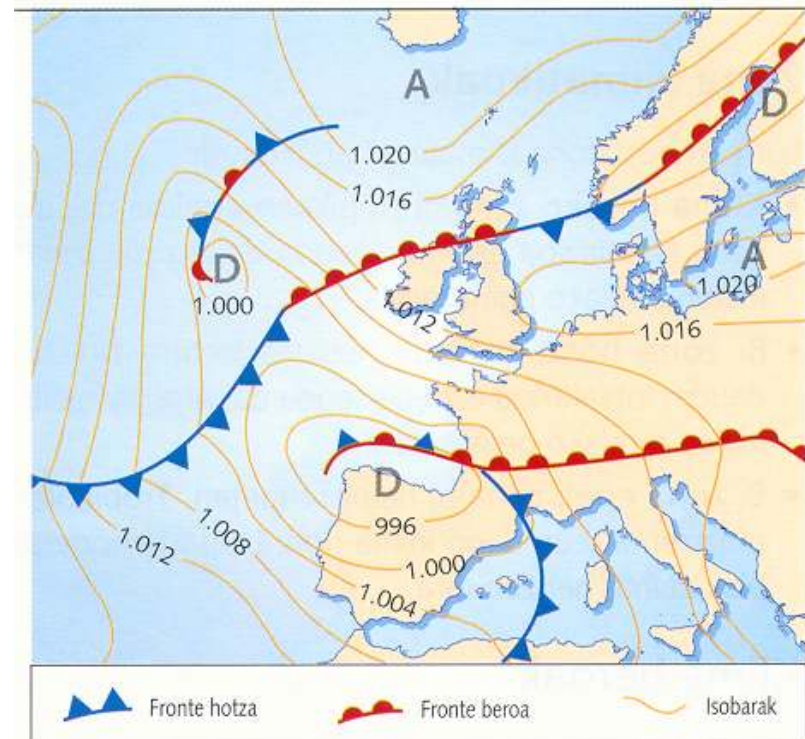 A
D
1.020
1.016
A
D
1.020
1.000
1.012
1.016
D
996
1.008
1.012
1.000
1.004
Fronte hotza
Fronte beroa
Isobarak